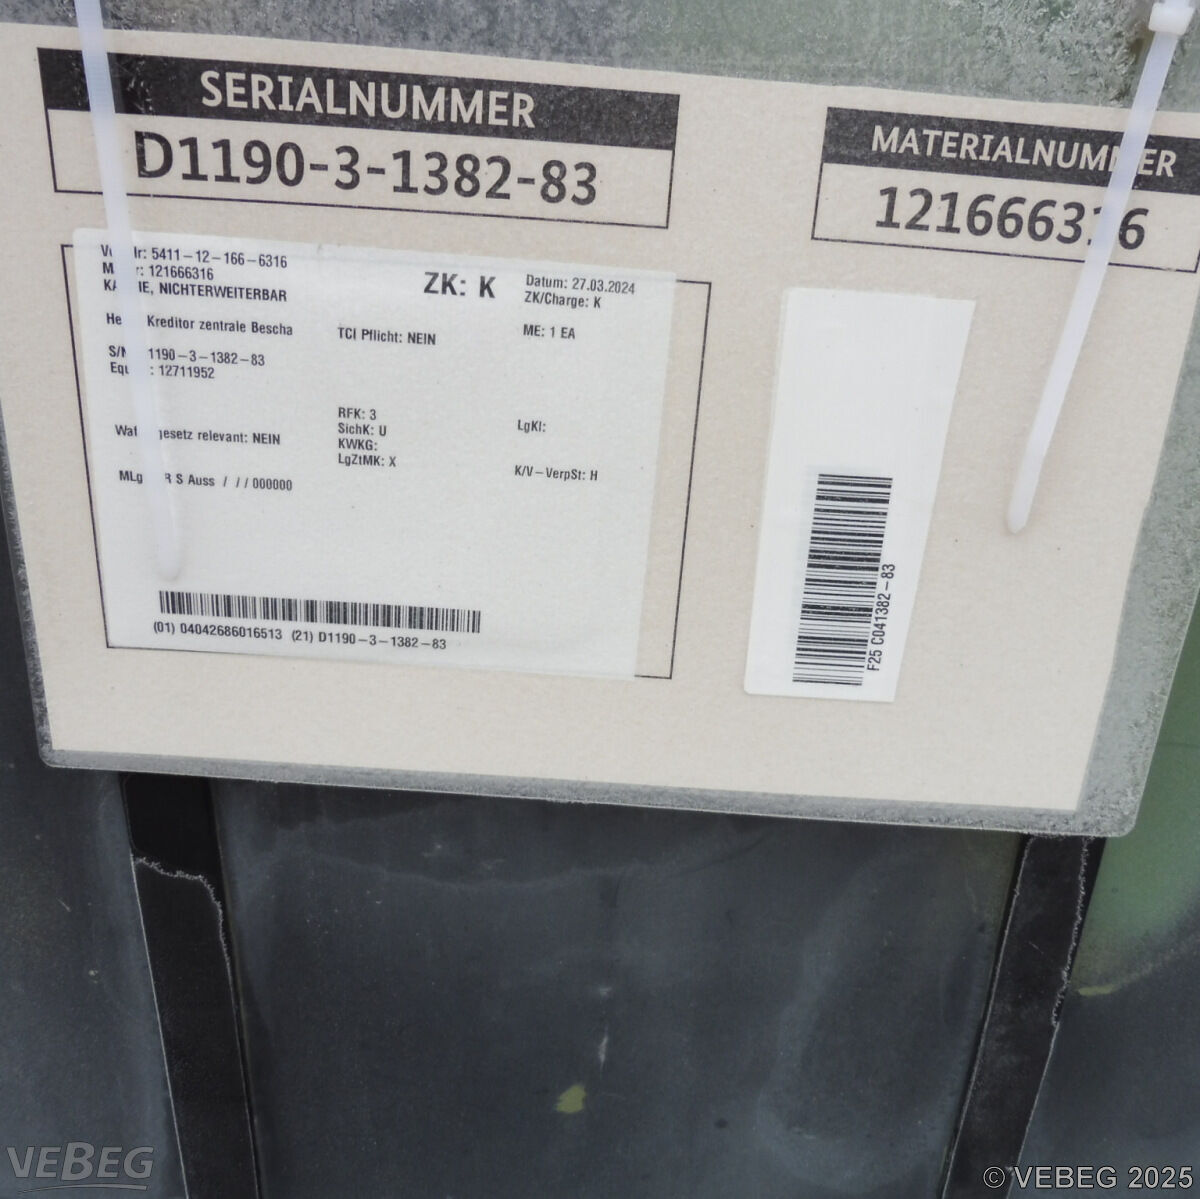 SERIALNUMMER
D1190-3-1382-83
MATERIALNUMMER
121666316
5411-12-166-6316
121666316
NICHTERWEITERBAR
Kreditor zentrale Bescha
1190-3-1382-83
: 12711952
relevant: NEIN
S Auss / / / 000000
ZK: K
TCI Pflicht: NEIN
RFK: 3
SichK: U
KWKG:
LgZtMK: X
Datum: 27.03.2024
ZK/Charge: K
ME: 1 EA
LgKl:
K/V-VerpSt: H
(01) 04042686016513 (21) D1190-3-1382-83
F25 C041382-83
VEBEG
© VEBEG 2025